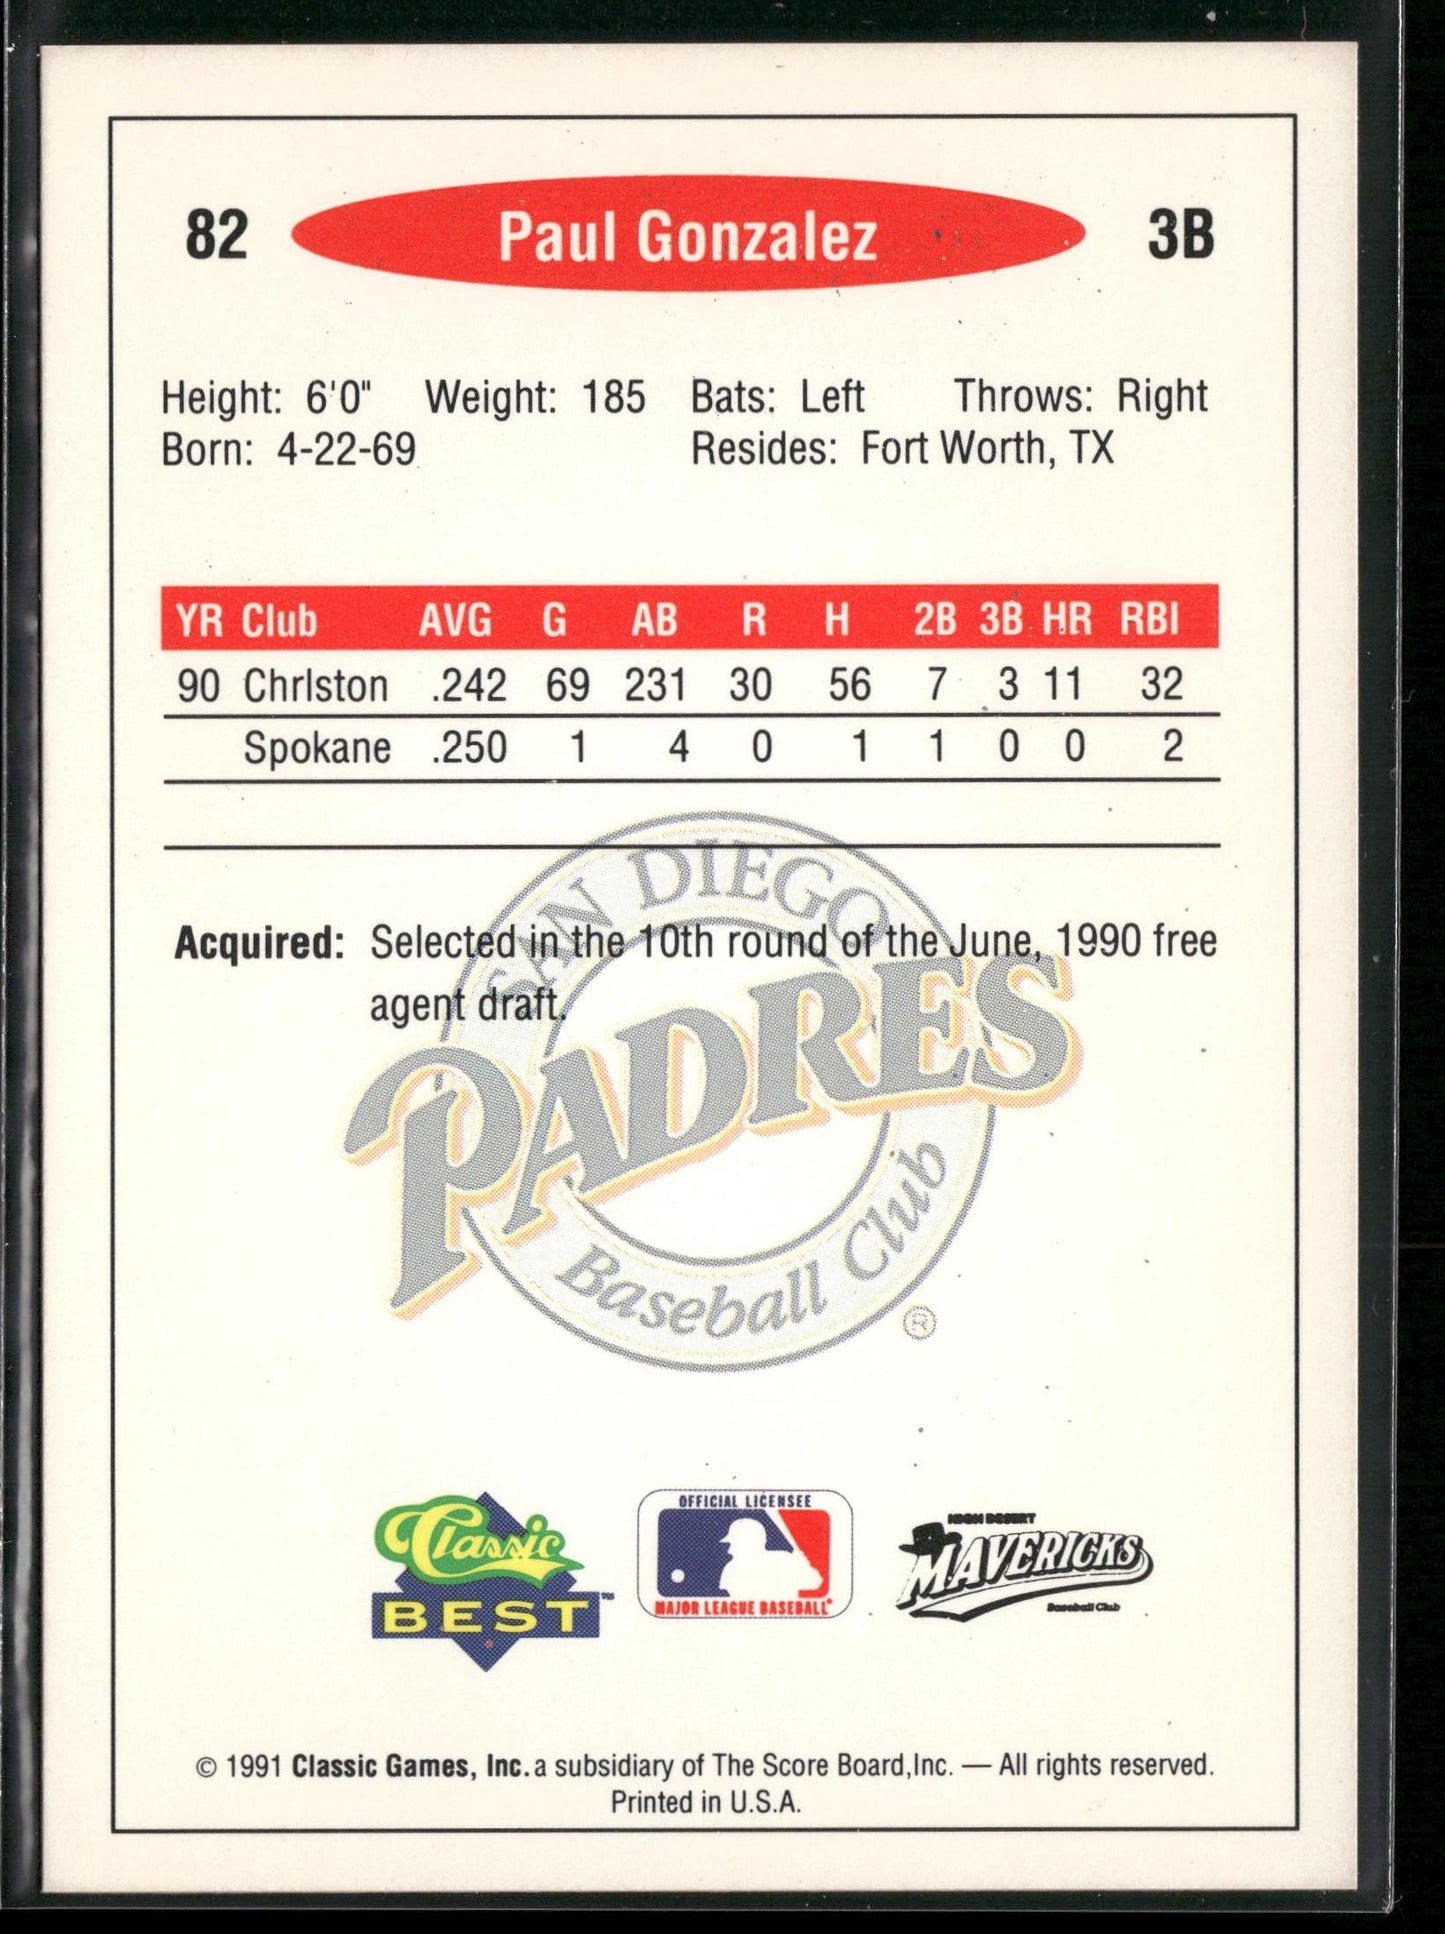 82 Paul Gonzalez 3B
Height: 6'0" Weight: 185 Bats: Left Throws: Right
Born: 4-22-69 Resides: Fort Worth, TX
YR Club AVG G AB R H 2B 3B HR RBI
90 Chrlston .242 69 231 30 56 7 3 11 32
Spokane .250 1 4 0 1 1 0 0 2
SAN DIEGO
Acquired: Selected in the 10th round of the June, 1990 free
agent draft.
PADRES
Baseball Club
®
Classic
BEST™
OFFICIAL LICENSEE
MAJOR LEAGUE BASEBALL®
HIGH DESERT
MAVERICKS
Baseball Club
© 1991 Classic Games, Inc. a subsidiary of The Score Board,Inc. — All rights reserved.
Printed in U.S.A.